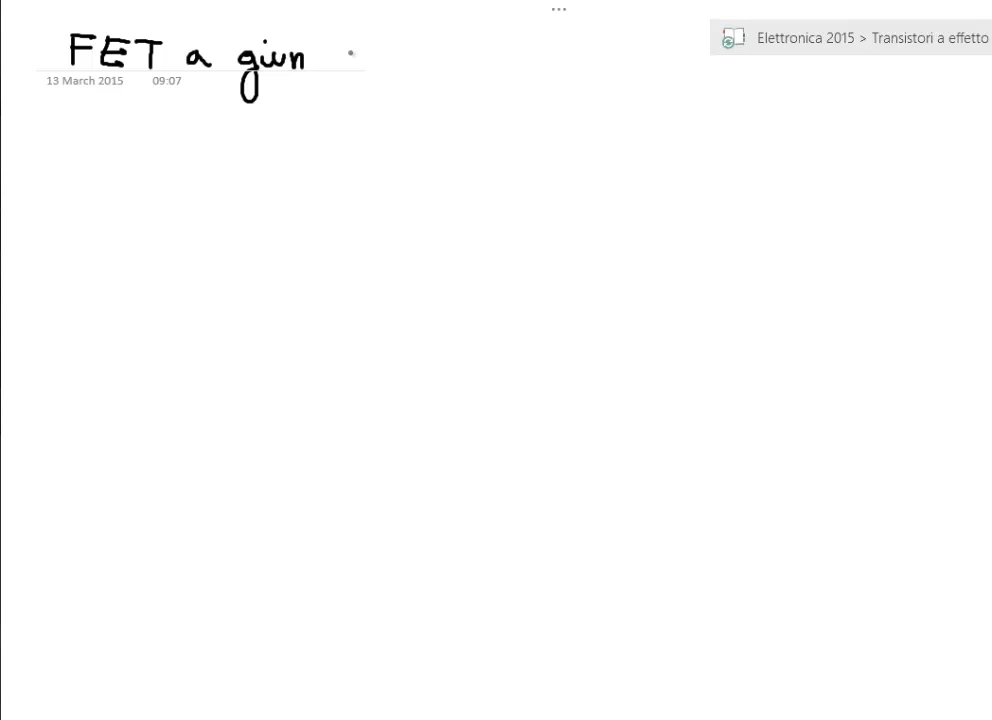 FET a giun
13 March 2015 09:07
Elettronica 2015 > Transistori a effetto